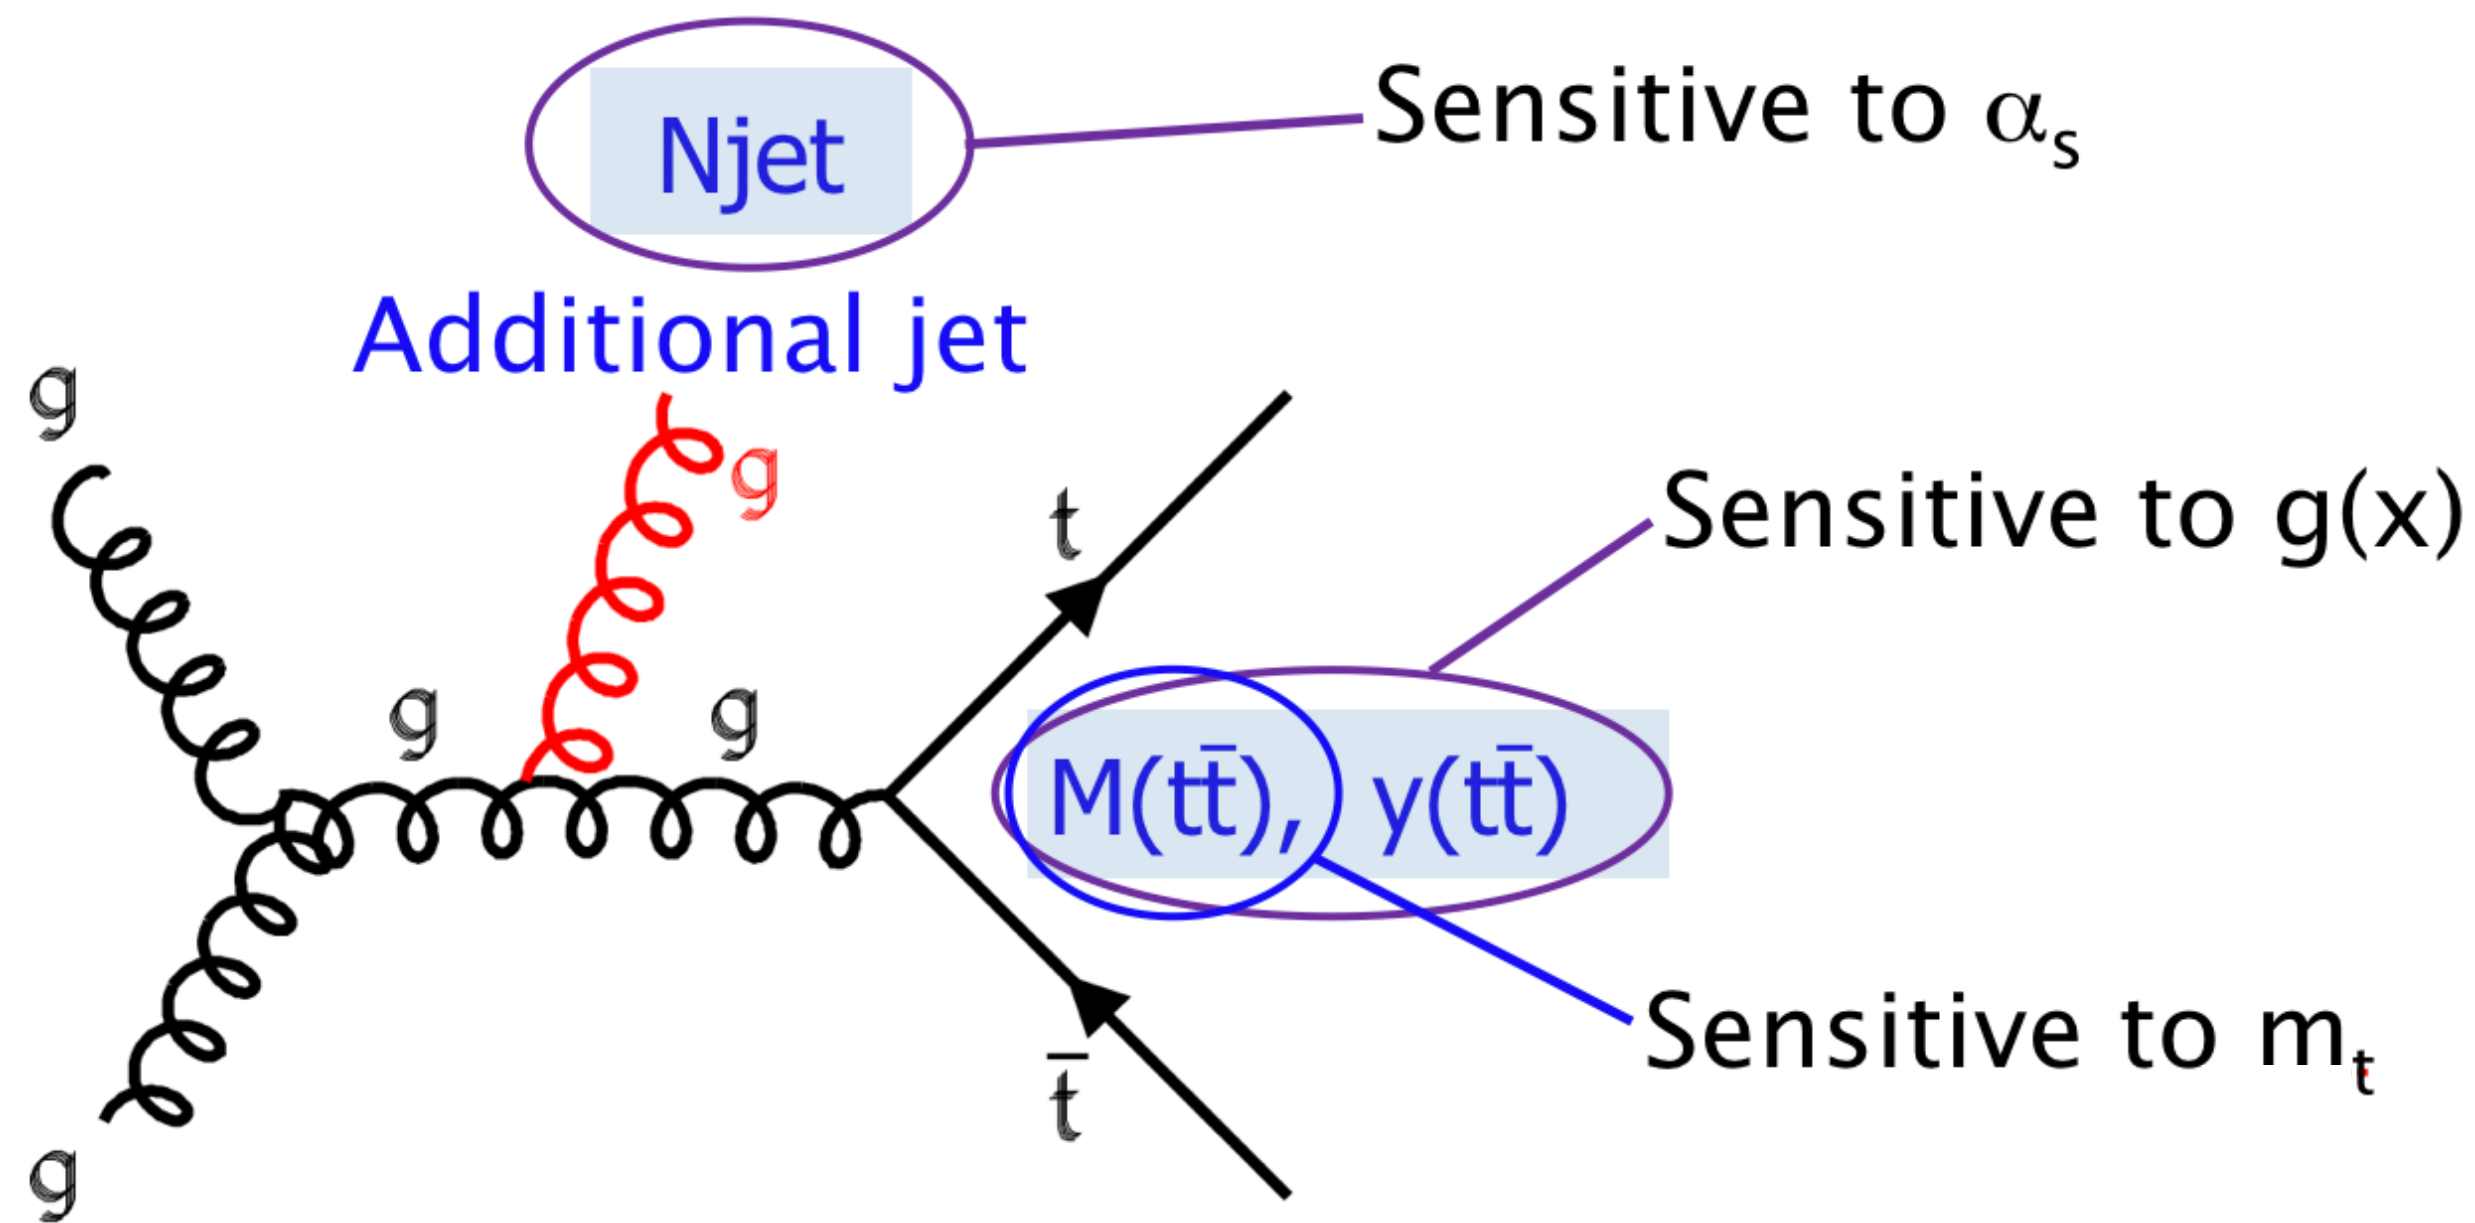 Njet
Sensitive to αs
Additional jet
g
g
t
Sensitive to g(x)
g
g
M(tt̄), y(tt̄)
Sensitive to mt
t̄
g